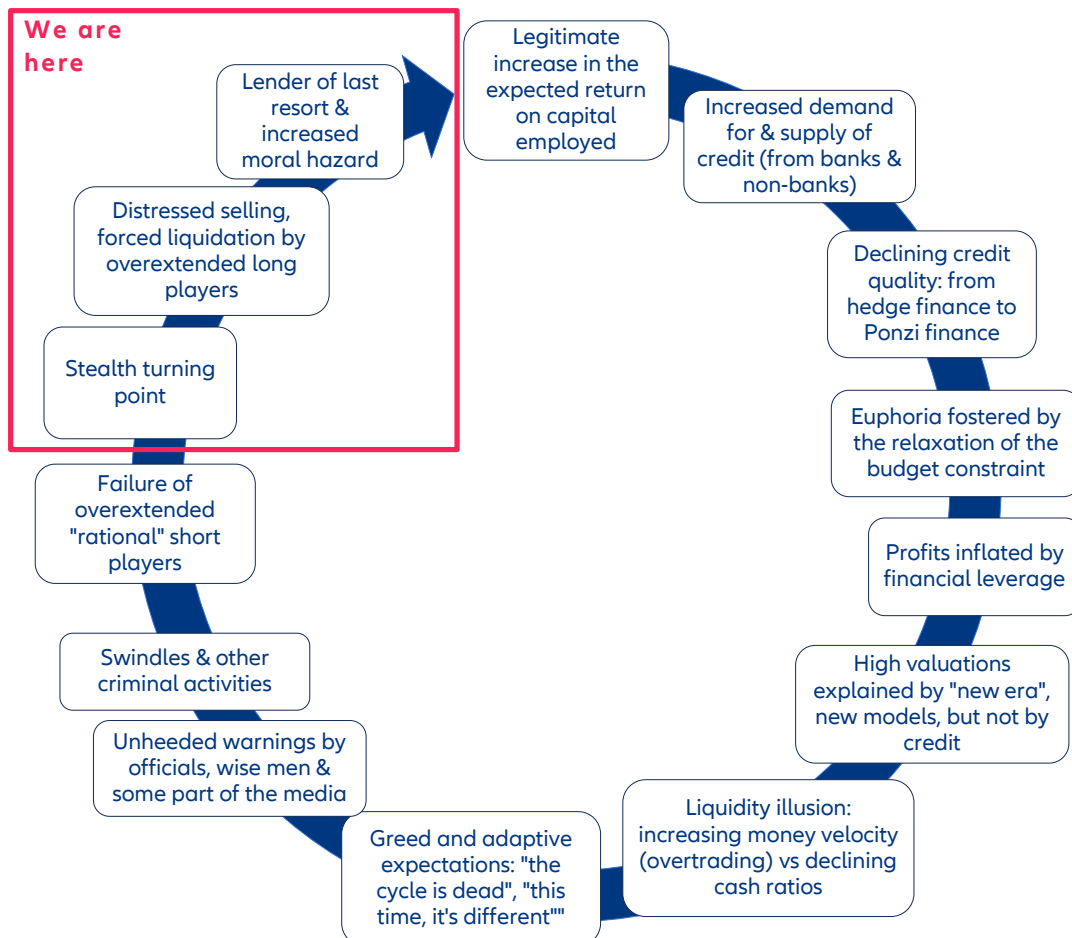 We are
here
Legitimate
increase in the
expected return
on capital
employed
Increased demand
for & supply of
credit (from banks &
non-banks)
Declining credit
quality: from
hedge finance to
Ponzi finance
Euphoria fostered by
the relaxation of the
budget constraint
Profits inflated by
financial leverage
High valuations
explained by "new era",
new models, but not by
credit
Liquidity illusion:
increasing money velocity
(overtrading) vs declining
cash ratios
Greed and adaptive
expectations: "the
cycle is dead", "this
time, it's different""
Unheeded warnings by
officials, wise men &
some part of the media
Swindles & other
criminal activities
Failure of
overextended
"rational" short
players
Stealth turning
point
Distressed selling,
forced liquidation by
overextended long
players
Lender of last
resort &
increased
moral hazard